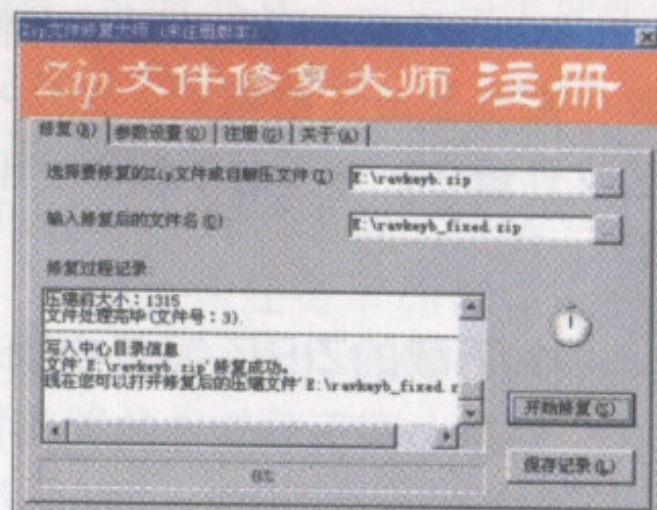 Zip文件修复大师 (未注册版本)
Zip文件修复大师 注册
修复(R) 参数设置(O) 注册(G) 关于(A)
选择要修复的Zip文件或自解压文件(I) E:\ravkeyb.zip ...
输入修复后的文件名(C) E:\ravkeyb_fixed.zip ...
修复过程记录
压缩前大小：1315
文件处理完毕(文件号：3).
写入中心目录信息
文件'E:\ravkeyb.zip'修复成功。
现在您可以打开修复后的压缩文件'E:\ravkeyb_fixed.z
开始修复(S)
0%
保存记录(L)